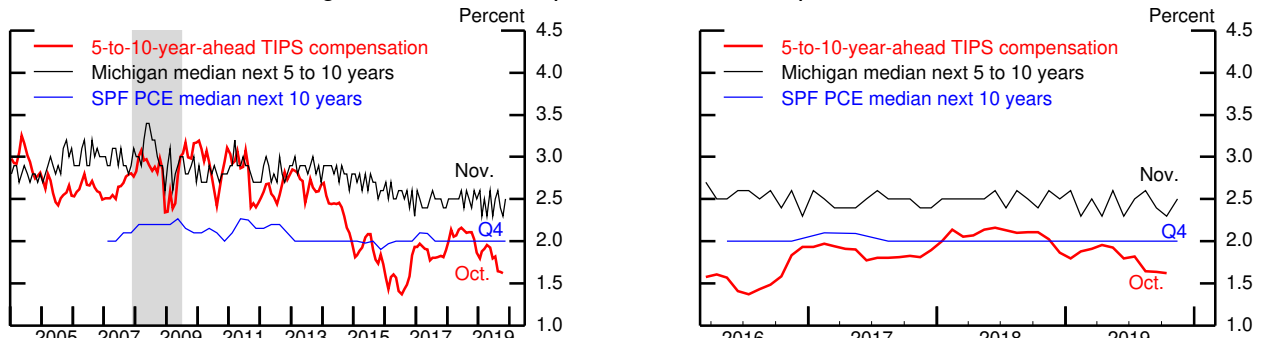 Percent
4.5
5-to-10-year-ahead TIPS compensation
Michigan median next 5 to 10 years
4.0
SPF PCE median next 10 years
3.5
3.0
Nov.
2.5
Q4
2.0
Oct.
1.5
1.0
2005 2007 2009 2011 2013 2015 2017 2019
Percent
4.5
5-to-10-year-ahead TIPS compensation
Michigan median next 5 to 10 years
4.0
SPF PCE median next 10 years
3.5
3.0
Nov.
2.5
Q4
2.0
Oct.
1.5
1.0
2016 2017 2018 2019